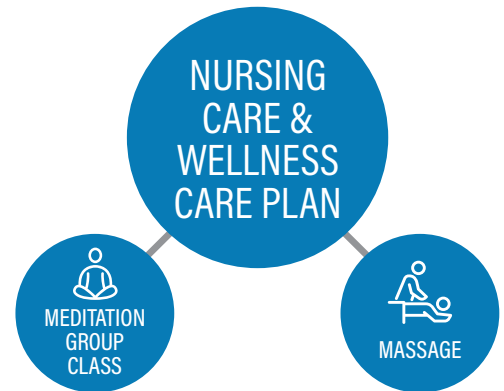 NURSING
CARE &
WELLNESS
CARE PLAN
MEDITATION
GROUP
CLASS
MASSAGE